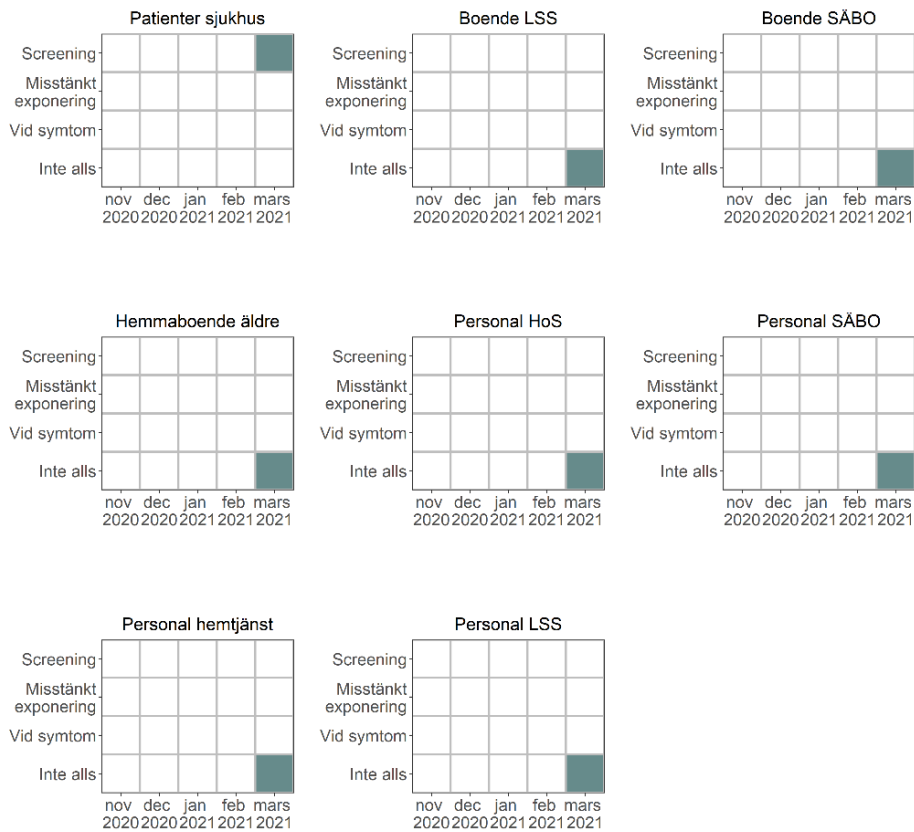 Patienter sjukhus
Screening
Misstänkt
exponering
Vid symtom
Inte alls
nov dec jan feb mars
2020 2020 2021 2021 2021
Boende LSS
Screening
Misstänkt
exponering
Vid symtom
Inte alls
nov dec jan feb mars
2020 2020 2021 2021 2021
Boende SÄBO
Screening
Misstänkt
exponering
Vid symtom
Inte alls
nov dec jan feb mars
2020 2020 2021 2021 2021
Hemmaboende äldre
Screening
Misstänkt
exponering
Vid symtom
Inte alls
nov dec jan feb mars
2020 2020 2021 2021 2021
Personal HoS
Screening
Misstänkt
exponering
Vid symtom
Inte alls
nov dec jan feb mars
2020 2020 2021 2021 2021
Personal SÄBO
Screening
Misstänkt
exponering
Vid symtom
Inte alls
nov dec jan feb mars
2020 2020 2021 2021 2021
Personal hemtjänst
Screening
Misstänkt
exponering
Vid symtom
Inte alls
nov dec jan feb mars
2020 2020 2021 2021 2021
Personal LSS
Screening
Misstänkt
exponering
Vid symtom
Inte alls
nov dec jan feb mars
2020 2020 2021 2021 2021